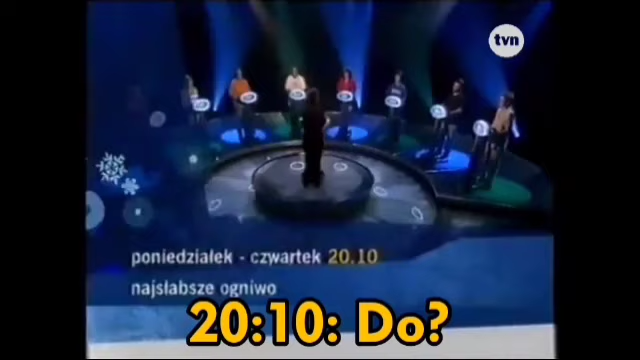 tvn
poniedziałek - czwartek 20.10
najsłabsze ogniwo
20:10: Do?